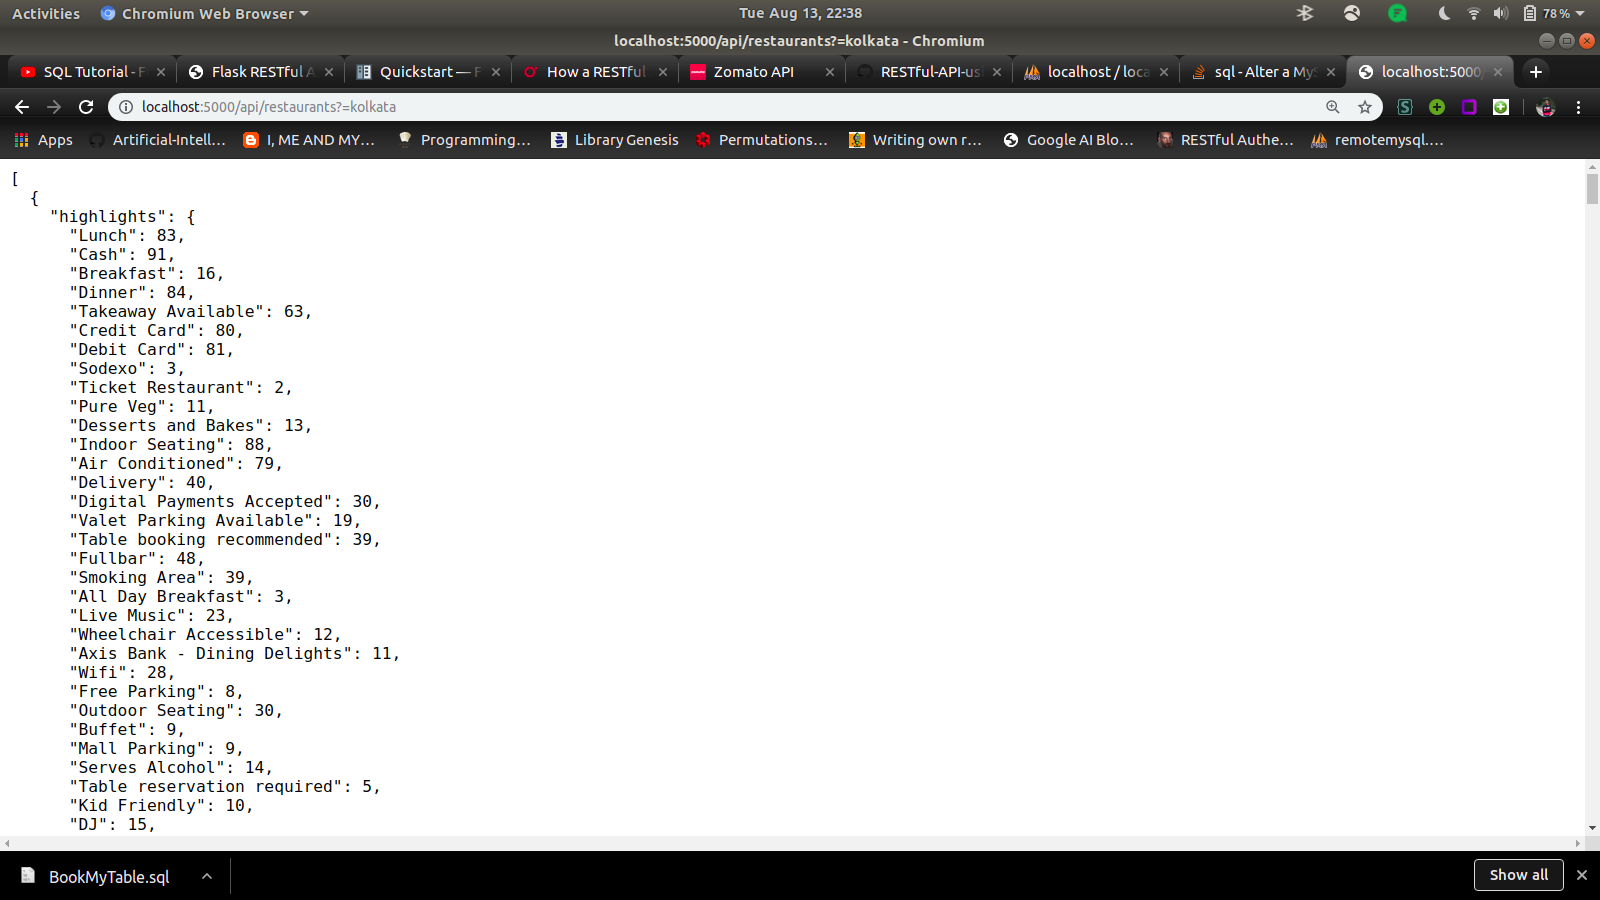 Activities Chromium Web Browser Tue Aug 13, 22:38 78 %
localhost:5000/api/restaurants?=kolkata - Chromium
SQL Tutorial - F Flask RESTful A Quickstart — F How a RESTful Zomato API RESTful-API-usi localhost / loca sql - Alter a MyS localhost:5000/
localhost:5000/api/restaurants?=kolkata
Apps Artificial-Intell… I, ME AND MY… Programming… Library Genesis Permutations… Writing own r… Google AI Blo… RESTful Authe… remotemysql.…
[
{
"highlights": {
"Lunch": 83,
"Cash": 91,
"Breakfast": 16,
"Dinner": 84,
"Takeaway Available": 63,
"Credit Card": 80,
"Debit Card": 81,
"Sodexo": 3,
"Ticket Restaurant": 2,
"Pure Veg": 11,
"Desserts and Bakes": 13,
"Indoor Seating": 88,
"Air Conditioned": 79,
"Delivery": 40,
"Digital Payments Accepted": 30,
"Valet Parking Available": 19,
"Table booking recommended": 39,
"Fullbar": 48,
"Smoking Area": 39,
"All Day Breakfast": 3,
"Live Music": 23,
"Wheelchair Accessible": 12,
"Axis Bank - Dining Delights": 11,
"Wifi": 28,
"Free Parking": 8,
"Outdoor Seating": 30,
"Buffet": 9,
"Mall Parking": 9,
"Serves Alcohol": 14,
"Table reservation required": 5,
"Kid Friendly": 10,
"DJ": 15,
BookMyTable.sql Show all